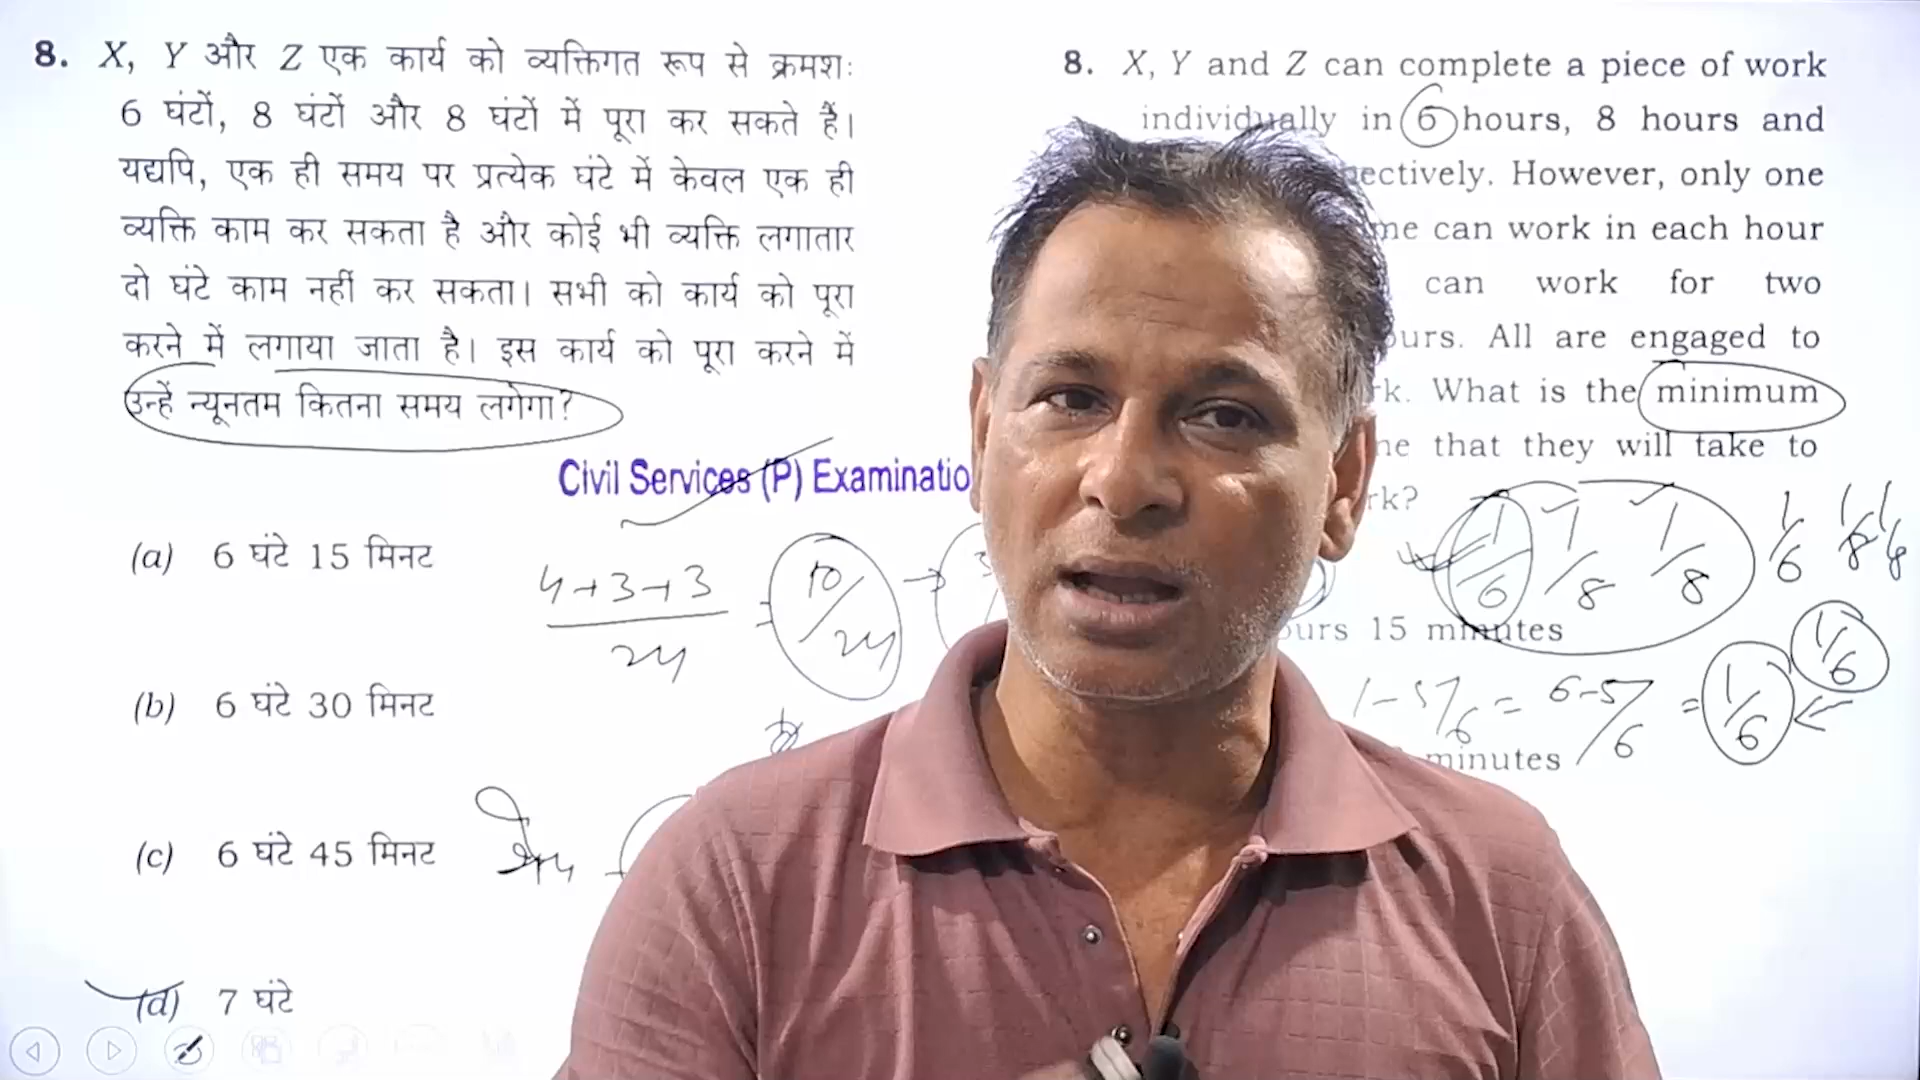 8. X, Y और Z एक कार्य को व्यक्तिगत रूप से क्रमशः
6 घंटों, 8 घंटों और 8 घंटों में पूरा कर सकते हैं।
यद्यपि, एक ही समय पर प्रत्येक घंटे में केवल एक ही
व्यक्ति काम कर सकता है और कोई भी व्यक्ति लगातार
दो घंटे काम नहीं कर सकता। सभी को कार्य को पूरा
करने में लगाया जाता है। इस कार्य को पूरा करने में
उन्हें न्यूनतम कितना समय लगेगा?
Civil Services (P) Examinatio
(a) 6 घंटे 15 मिनट
(b) 6 घंटे 30 मिनट
(c) 6 घंटे 45 मिनट
(d) 7 घंटे
4+3+3
24
10/24
8. X, Y and Z can complete a piece of work
individually in 6 hours, 8 hours and
ectively. However, only one
me can work in each hour
can work for two
ours. All are engaged to
rk. What is the minimum
me that they will take to
rk?
1/6 1/8 1/8 1/6 1/8 1/8
ours 15 minutes
1/6
1-5/6 = 6-5/6 = 1/6
minutes